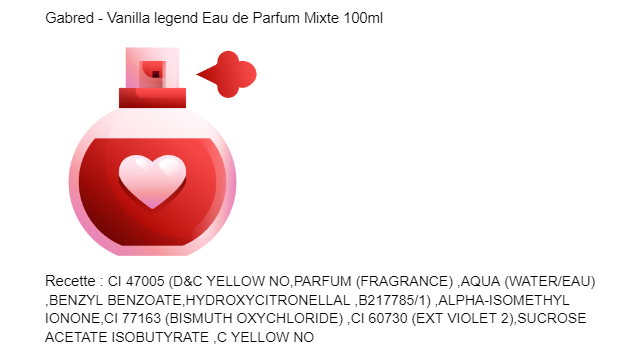 Gabred - Vanilla legend Eau de Parfum Mixte 100ml
Recette : CI 47005 (D&C YELLOW NO,PARFUM (FRAGRANCE) ,AQUA (WATER/EAU)
,BENZYL BENZOATE,HYDROXYCITRONELLAL ,B217785/1) ,ALPHA-ISOMETHYL
IONONE,CI 77163 (BISMUTH OXYCHLORIDE) ,CI 60730 (EXT VIOLET 2),SUCROSE
ACETATE ISOBUTYRATE ,C YELLOW NO